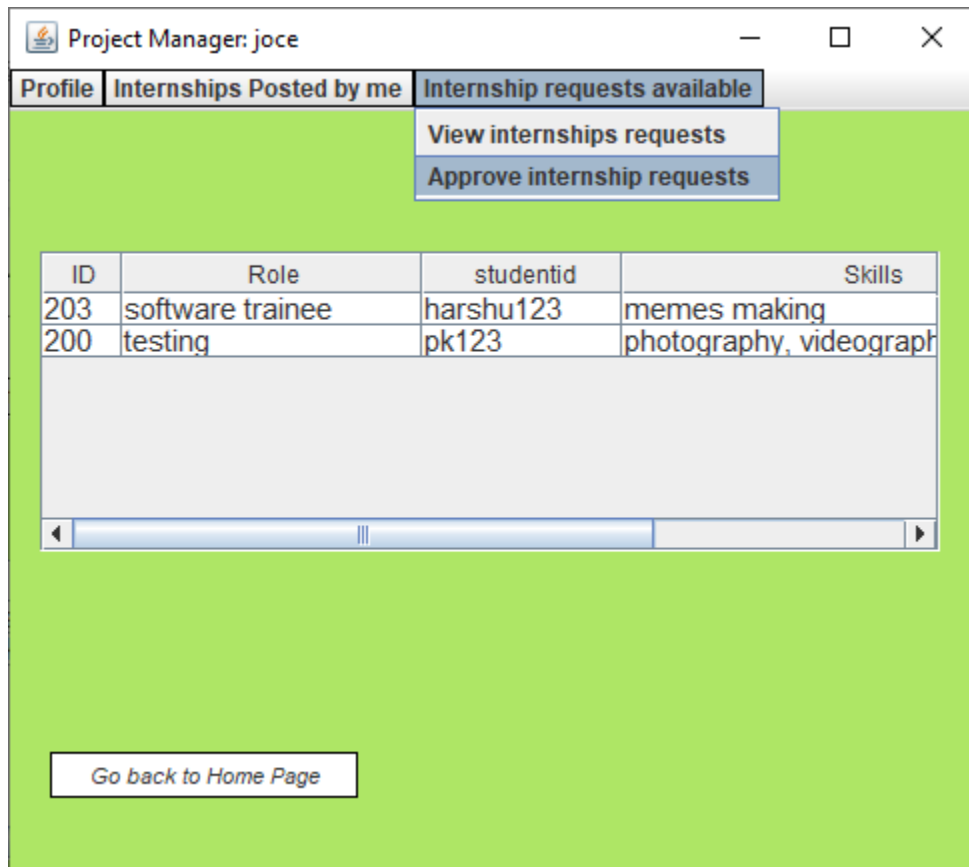 Project Manager: joce
Profile Internships Posted by me Internship requests available
View internships requests
Approve internship requests
ID Role studentid Skills
203 software trainee harshu123 memes making
200 testing pk123 photography, videograph
Go back to Home Page